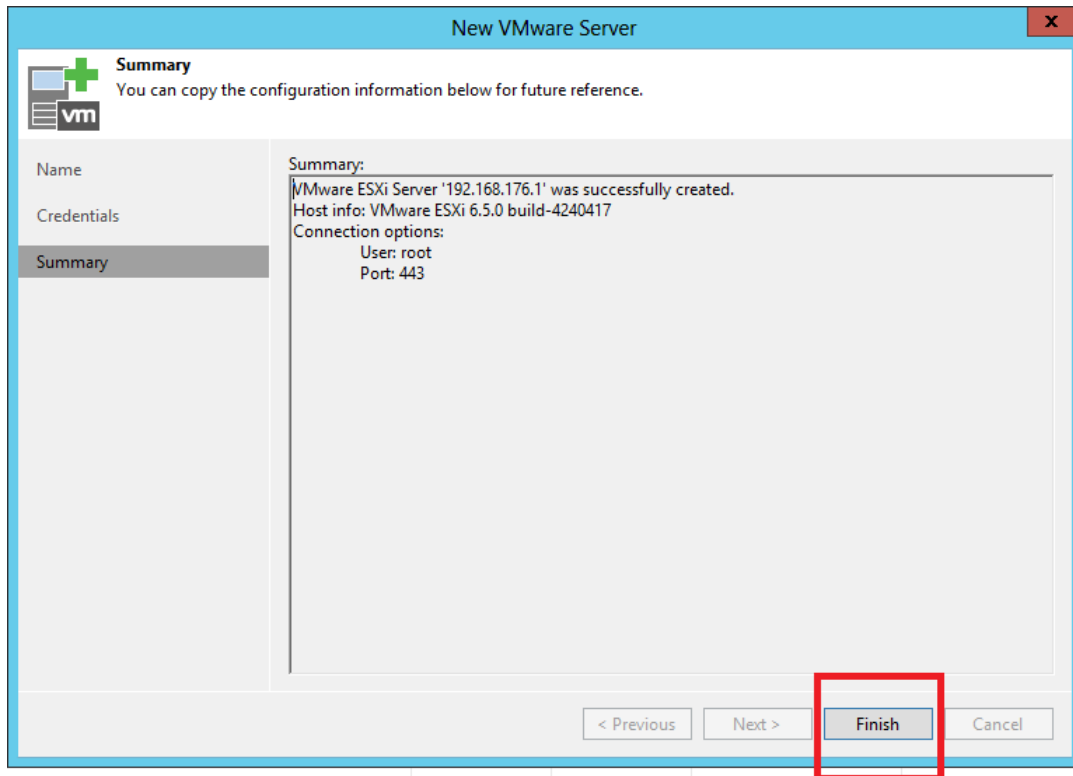 New VMware Server
x
Summary
You can copy the configuration information below for future reference.
vm
Name
Credentials
Summary
Summary:
VMware ESXi Server '192.168.176.1' was successfully created.
Host info: VMware ESXi 6.5.0 build-4240417
Connection options:
User: root
Port: 443
< Previous
Next >
Finish
Cancel